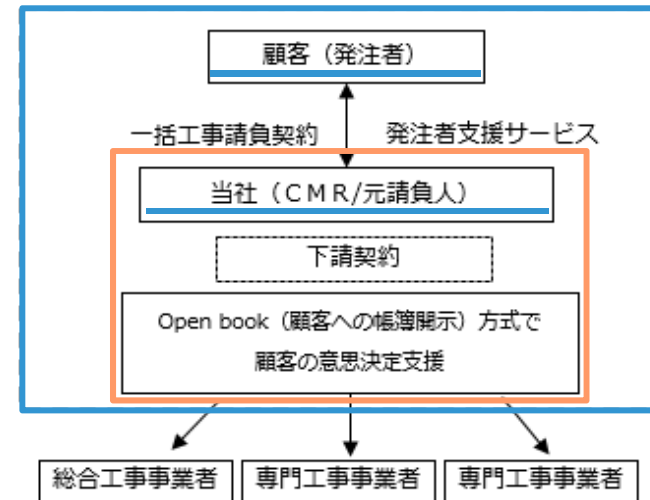 顧客（発注者）
一括工事請負契約
発注者支援サービス
当社（ＣＭＲ/元請負人）
下請契約
Open book（顧客への帳簿開示）方式で
顧客の意思決定支援
総合工事事業者
専門工事事業者
専門工事事業者